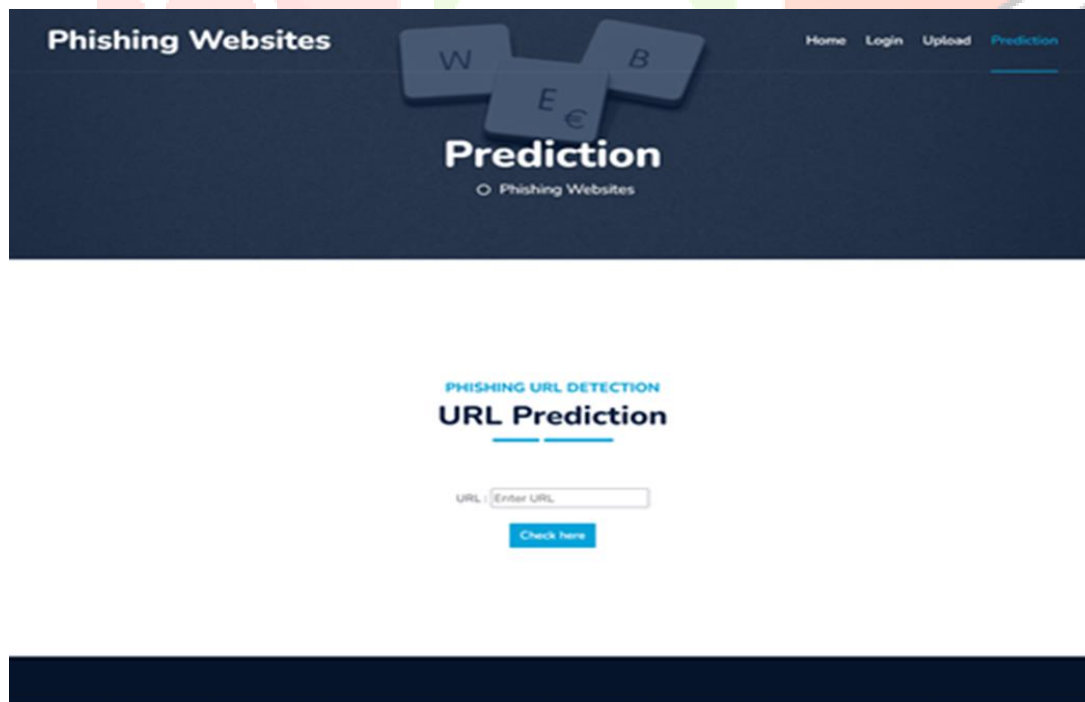 Phishing Websites
Home Login Upload Prediction
W
B
E €
Prediction
Phishing Websites
PHISHING URL DETECTION
URL Prediction
URL : Enter URL
Check here